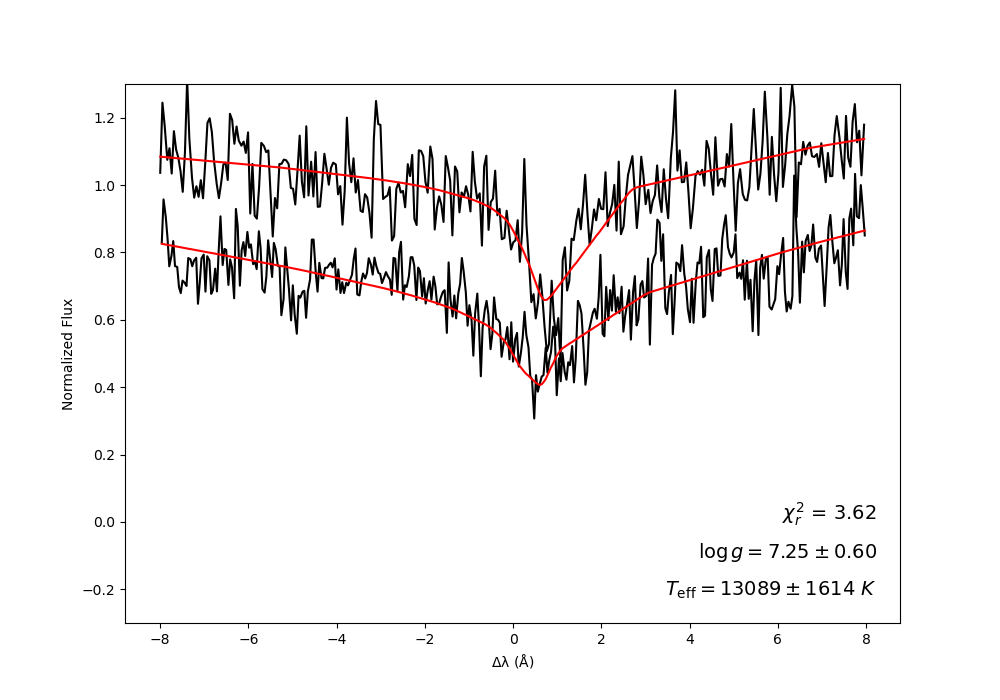 1.2
1.0
0.8
0.6
0.4
0.2
0.0
−0.2
Normalized Flux
χ²ᵣ = 3.62
log g = 7.25 ± 0.60
T_eff = 13089 ± 1614 K
−8 −6 −4 −2 0 2 4 6 8
Δλ (Å)